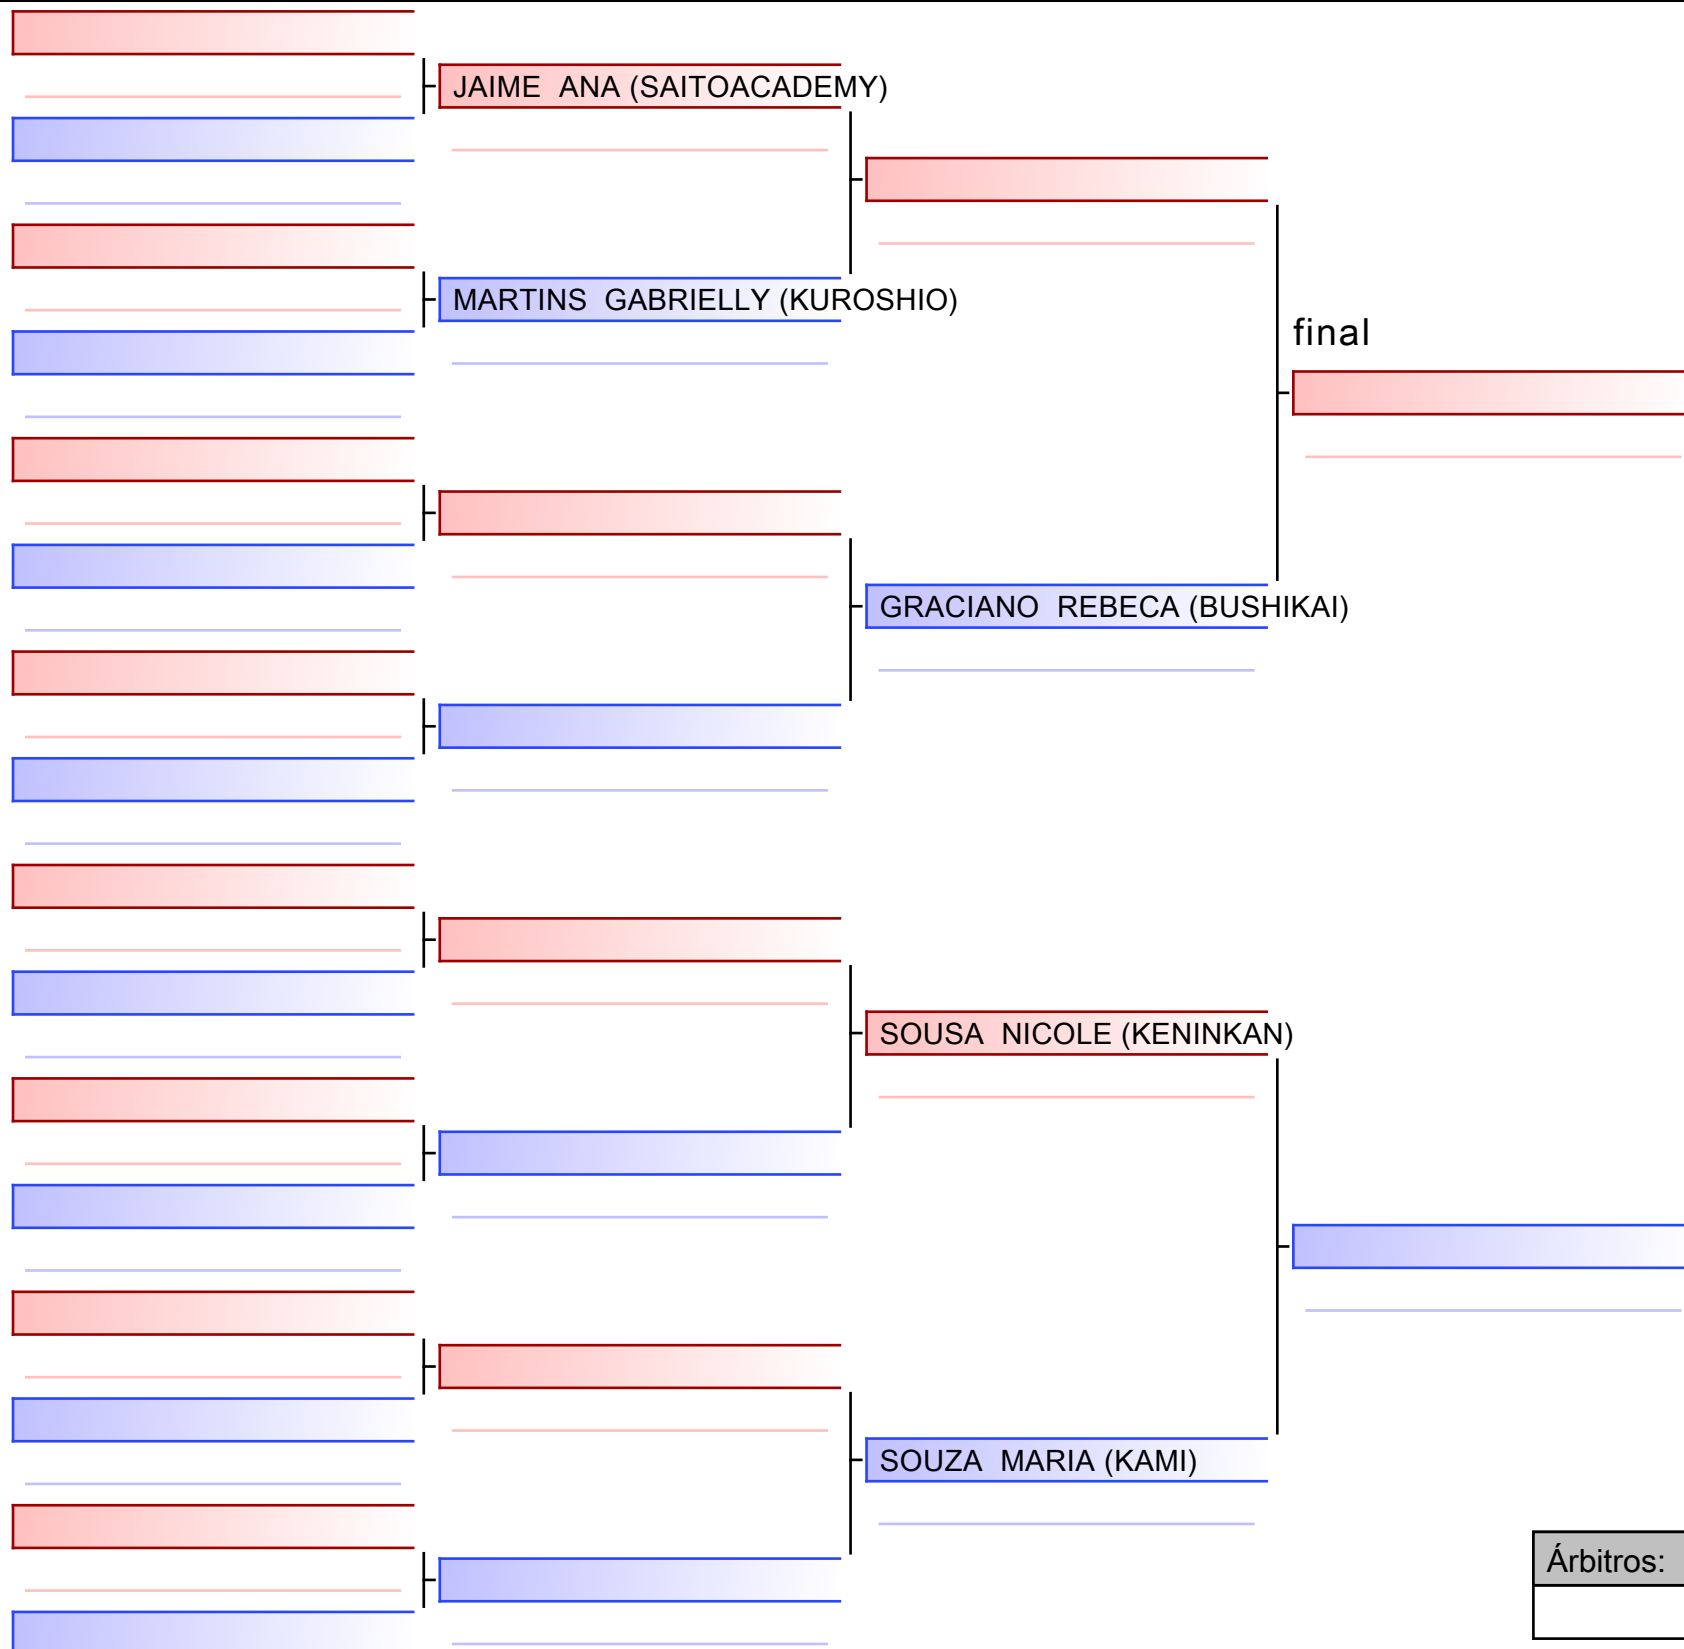 JAIME  ANA (SAITOACADEMY)
MARTINS  GABRIELLY (KUROSHIO)
final
GRACIANO  REBECA (BUSHIKAI)
SOUSA  NICOLE (KENINKAN)
SOUZA  MARIA (KAMI)
Árbitros: